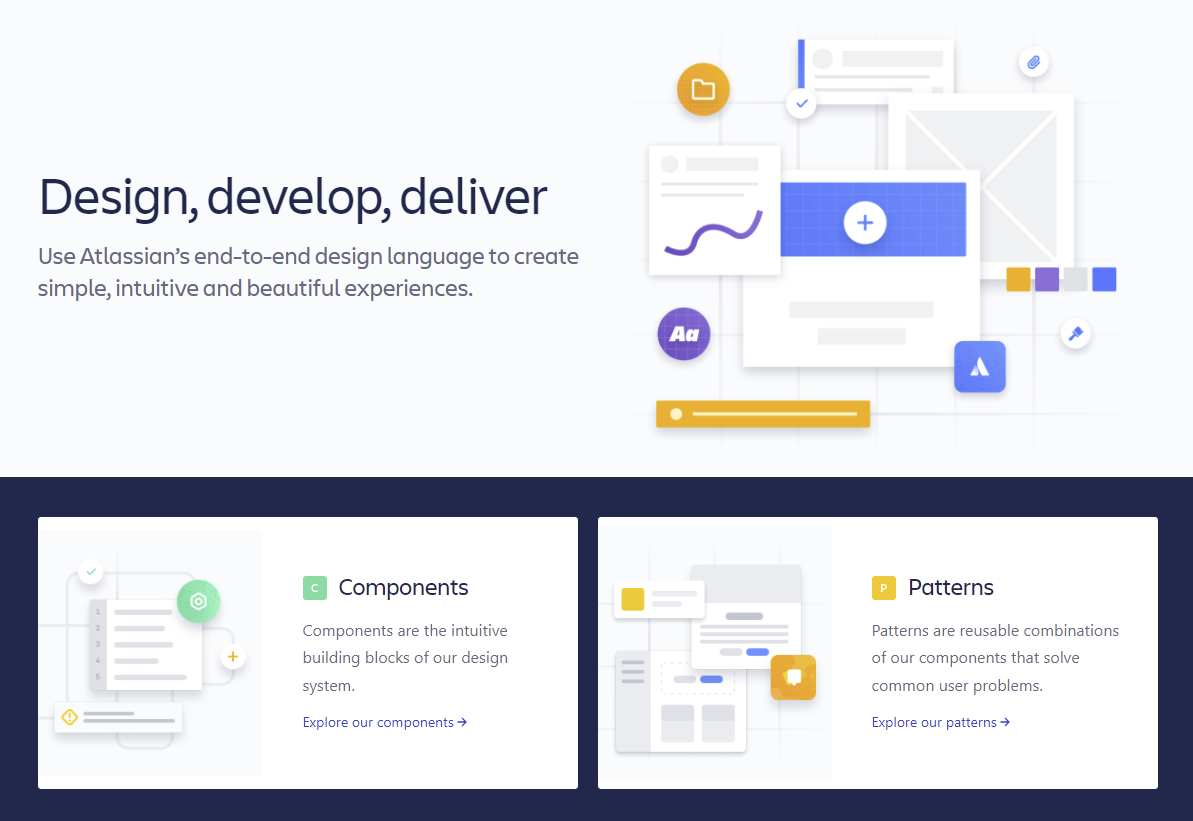 Design, develop, deliver
Use Atlassian’s end-to-end design language to create
simple, intuitive and beautiful experiences.
Aa
1
2
3
4
5
C Components
Components are the intuitive
building blocks of our design
system.
Explore our components →
P Patterns
Patterns are reusable combinations
of our components that solve
common user problems.
Explore our patterns →